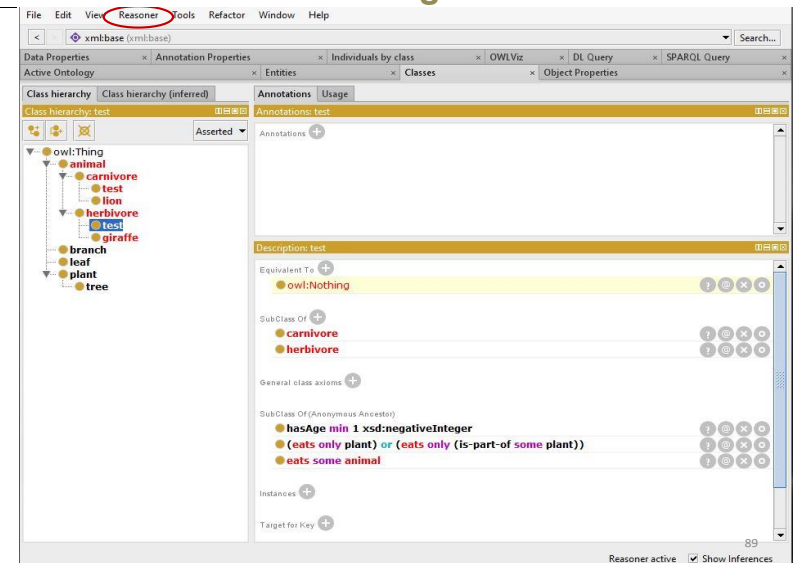 File Edit View Reasoner Tools Refactor Window Help
< > xml:base (xml:base) Search...
Data Properties × Annotation Properties × Individuals by class × OWLViz × DL Query × SPARQL Query ×
Active Ontology × Entities × Classes × Object Properties ×
Class hierarchy Class hierarchy (inferred)
Class hierarchy: test
Asserted
owl:Thing
animal
carnivore
test
lion
herbivore
test
giraffe
branch
leaf
plant
tree
Annotations Usage
Annotations: test
Annotations
Description: test
Equivalent To
owl:Nothing
SubClass Of
carnivore
herbivore
General class axioms
SubClass Of (Anonymous Ancestor)
hasAge min 1 xsd:negativeInteger
(eats only plant) or (eats only (is-part-of some plant))
eats some animal
Instances
Target for Key
89
Reasoner active Show Inferences